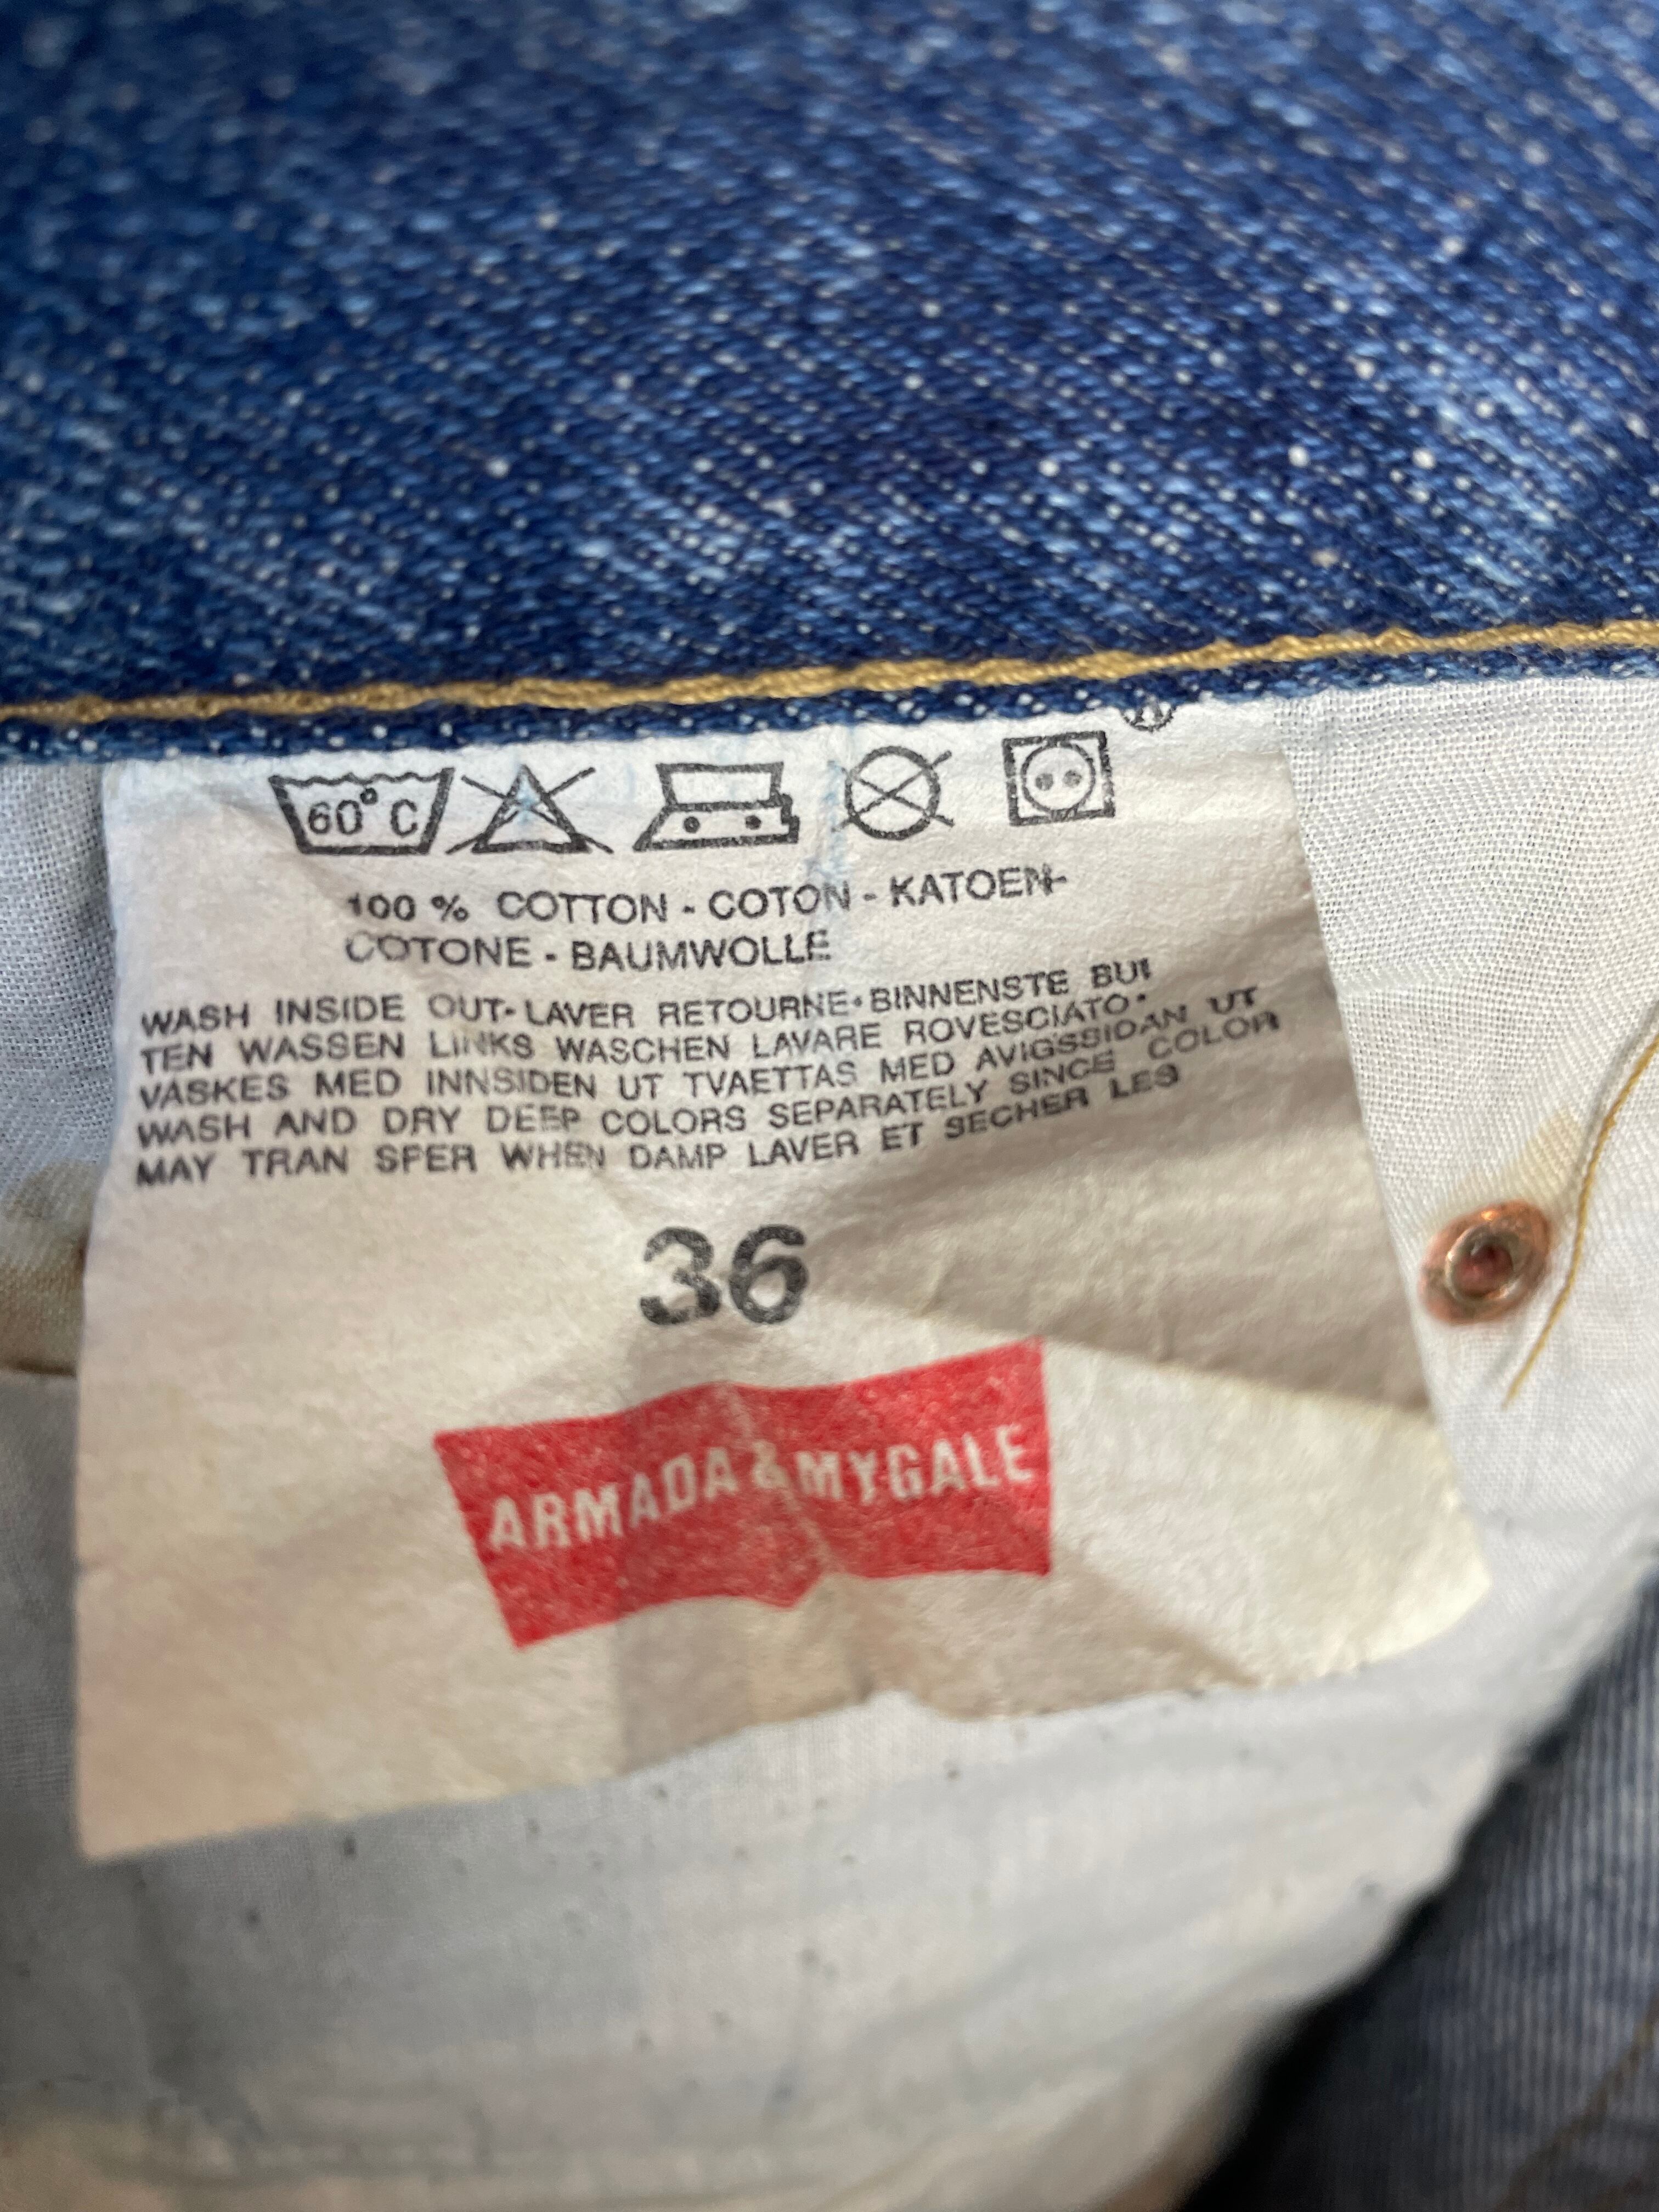 60°C
100 % COTTON - COTON - KATOEN-
COTONE - BAUMWOLLE
WASH INSIDE OUT- LAVER RETOURNE•BINNENSTE BUI
TEN WASSEN LINKS WASCHEN LAVARE ROVESCIATO•
VASKES MED INNSIDEN UT TVAETTAS MED AVIGSSIDAN UT
WASH AND DRY DEEP COLORS SEPARATELY SINCE COLOR
MAY TRAN SFER WHEN DAMP LAVER ET SECHER LES
36
ARMADA & MYGALE